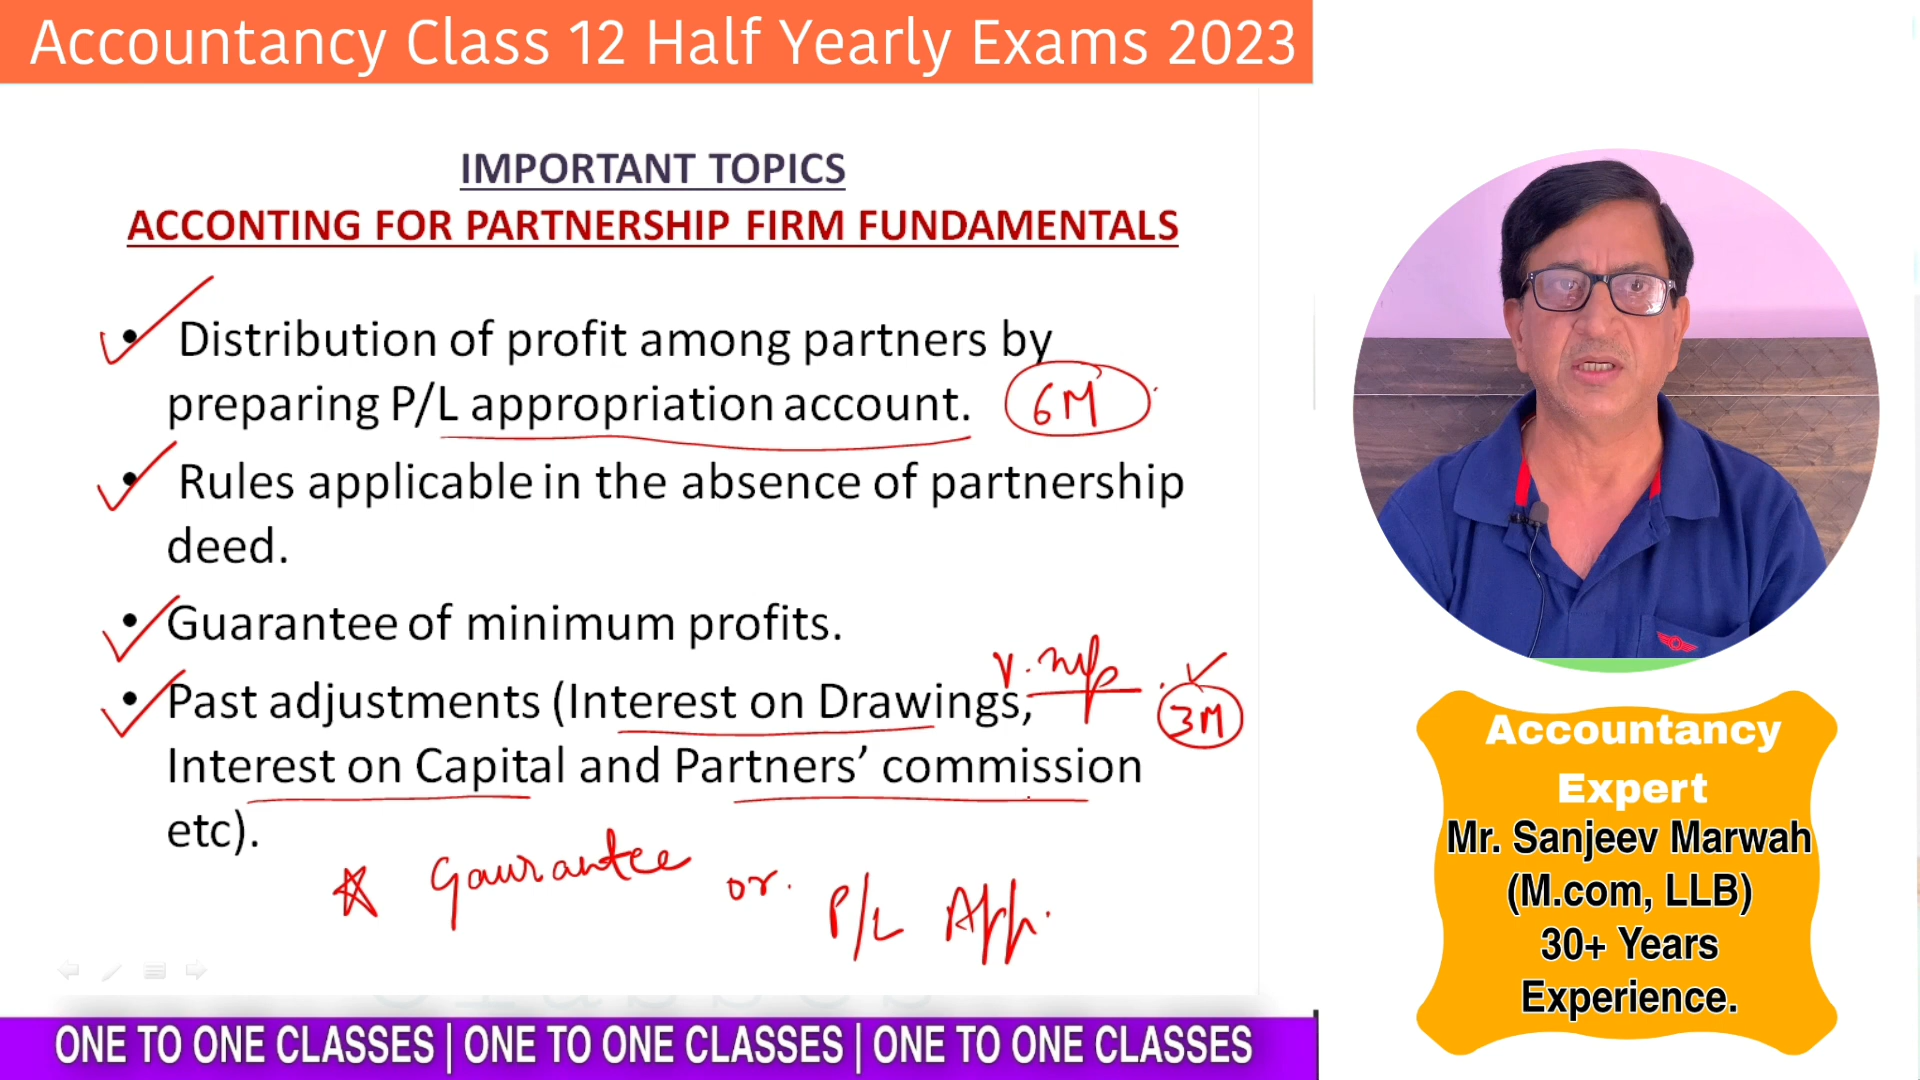 Accountancy Class 12 Half Yearly Exams 2023
IMPORTANT TOPICS
ACCONTING FOR PARTNERSHIP FIRM FUNDAMENTALS
• Distribution of profit among partners by
preparing P/L appropriation account. 6M
• Rules applicable in the absence of partnership
deed.
• Guarantee of minimum profits.
• Past adjustments (Interest on Drawings, 3M
Interest on Capital and Partners’ commission
etc).
Gaurantee or. P/L App.
Accountancy
Expert
Mr. Sanjeev Marwah
(M.com, LLB)
30+ Years
Experience.
ONE TO ONE CLASSES | ONE TO ONE CLASSES | ONE TO ONE CLASSES